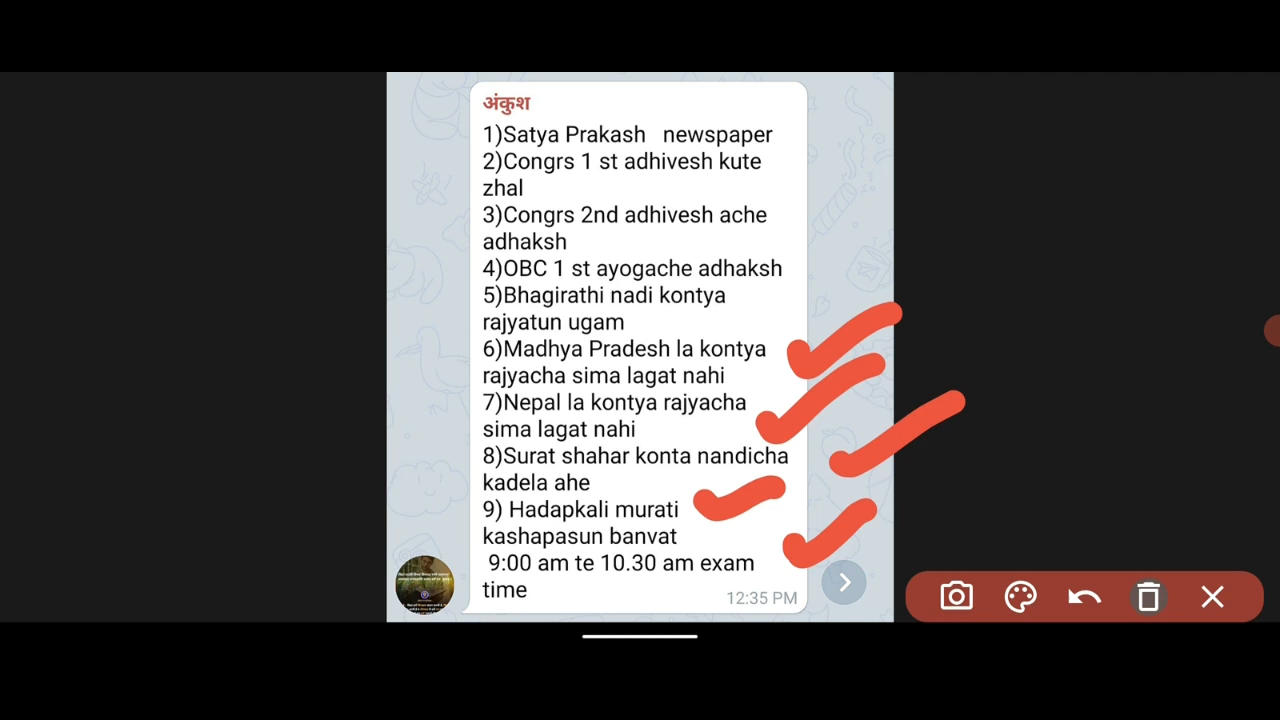 अंकुश
1)Satya Prakash newspaper
2)Congrs 1 st adhivesh kute
zhal
3)Congrs 2nd adhivesh ache
adhaksh
4)OBC 1 st ayogache adhaksh
5)Bhagirathi nadi kontya
rajyatun ugam
6)Madhya Pradesh la kontya
rajyacha sima lagat nahi
7)Nepal la kontya rajyacha
sima lagat nahi
8)Surat shahar konta nandicha
kadela ahe
9) Hadapkali murati
kashapasun banvat
9:00 am te 10.30 am exam
time
12:35 PM